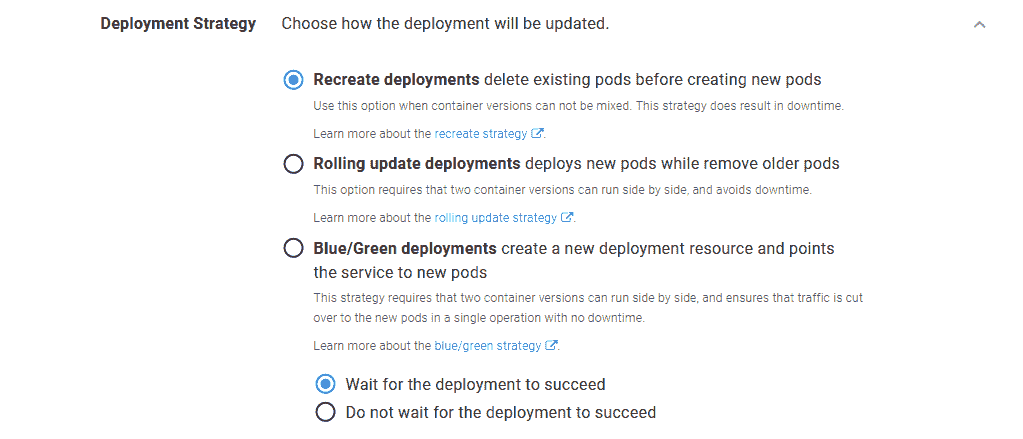 Deployment Strategy Choose how the deployment will be updated.
Recreate deployments delete existing pods before creating new pods
Use this option when container versions can not be mixed. This strategy does result in downtime.
Learn more about the recreate strategy.
Rolling update deployments deploys new pods while remove older pods
This option requires that two container versions can run side by side, and avoids downtime.
Learn more about the rolling update strategy.
Blue/Green deployments create a new deployment resource and points
the service to new pods
This strategy requires that two container versions can run side by side, and ensures that traffic is cut
over to the new pods in a single operation with no downtime.
Learn more about the blue/green strategy.
Wait for the deployment to succeed
Do not wait for the deployment to succeed